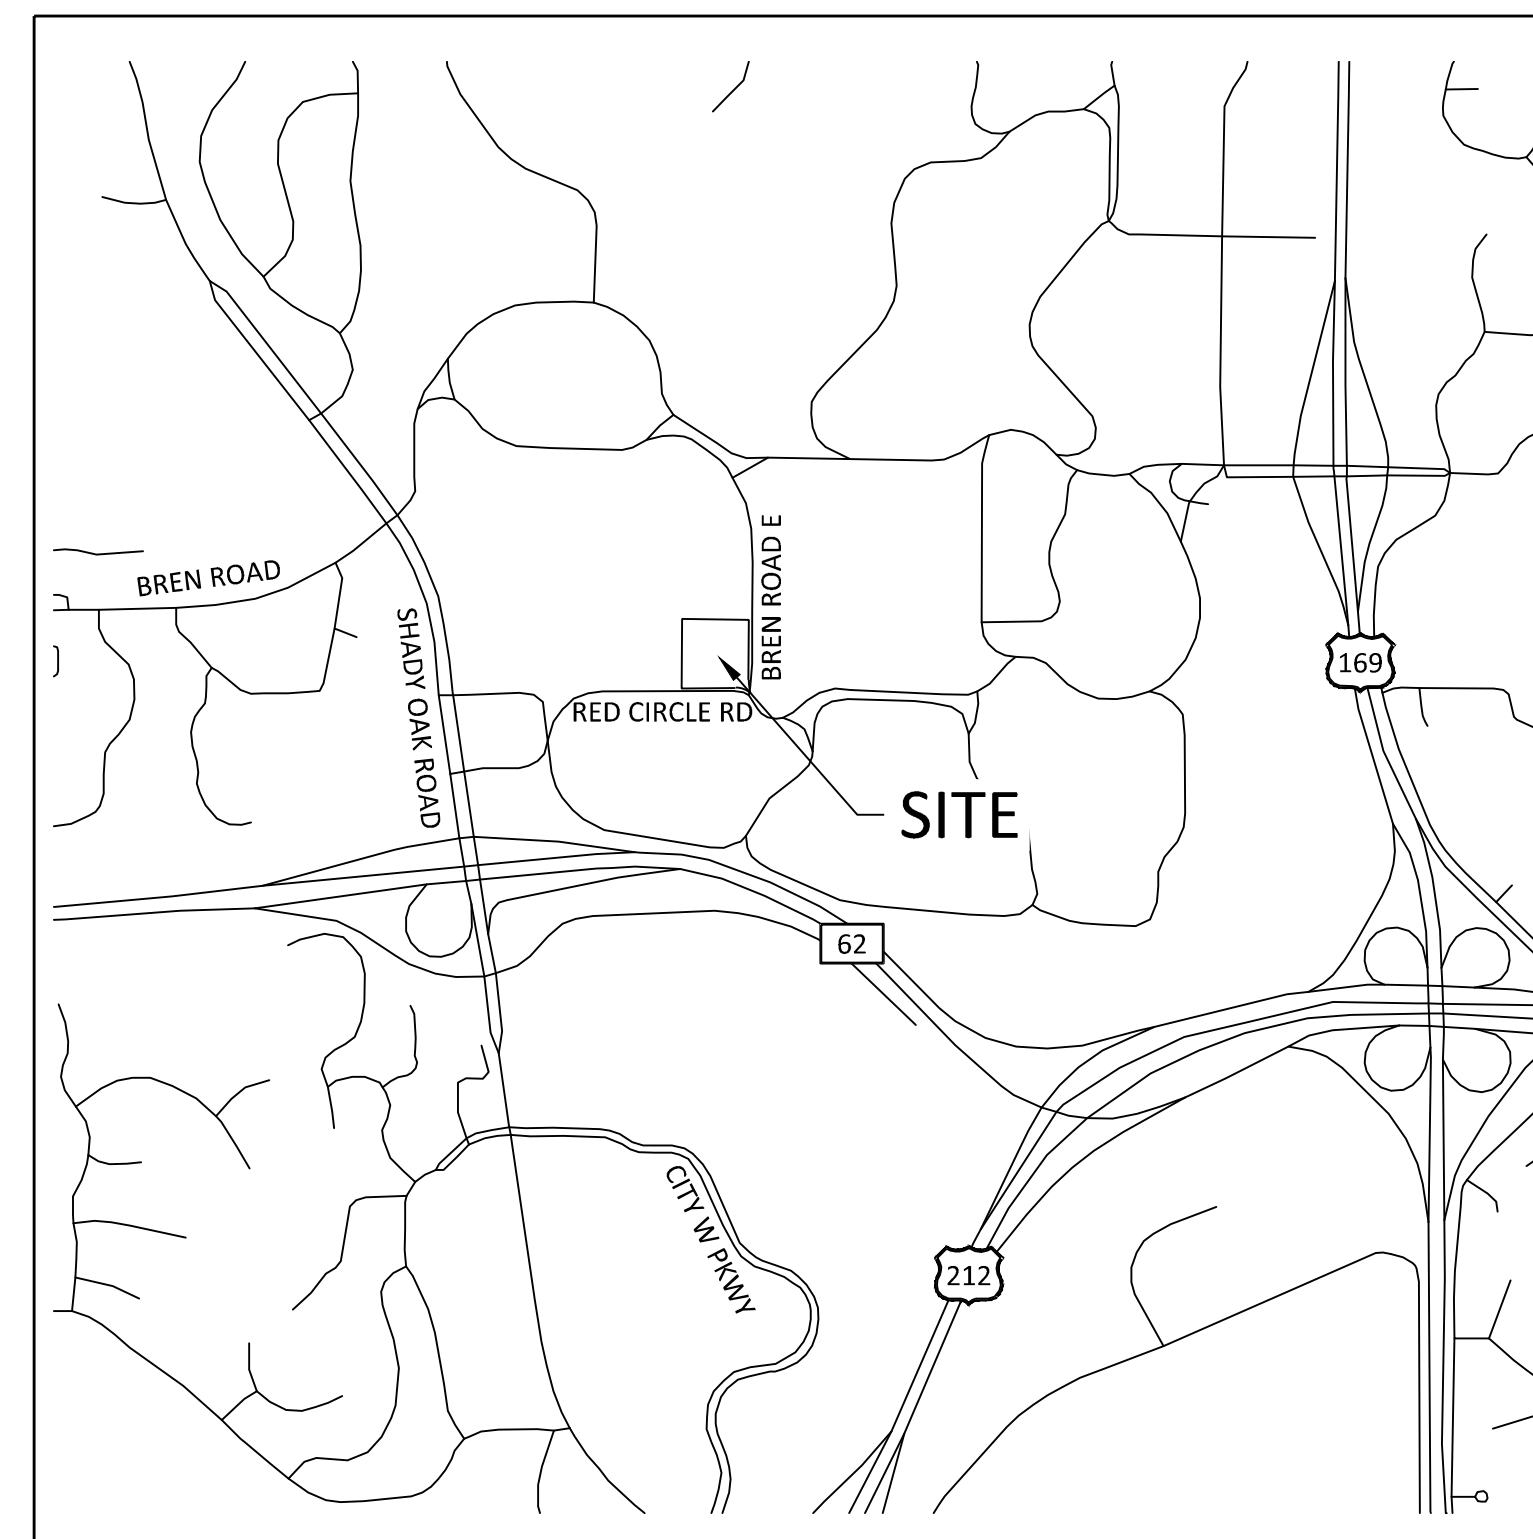 BREN ROAD E
BREN ROAD
SHADY OAK ROAD
169
RED CIRCLE RD
SITE
62
CITY W PKWY
212